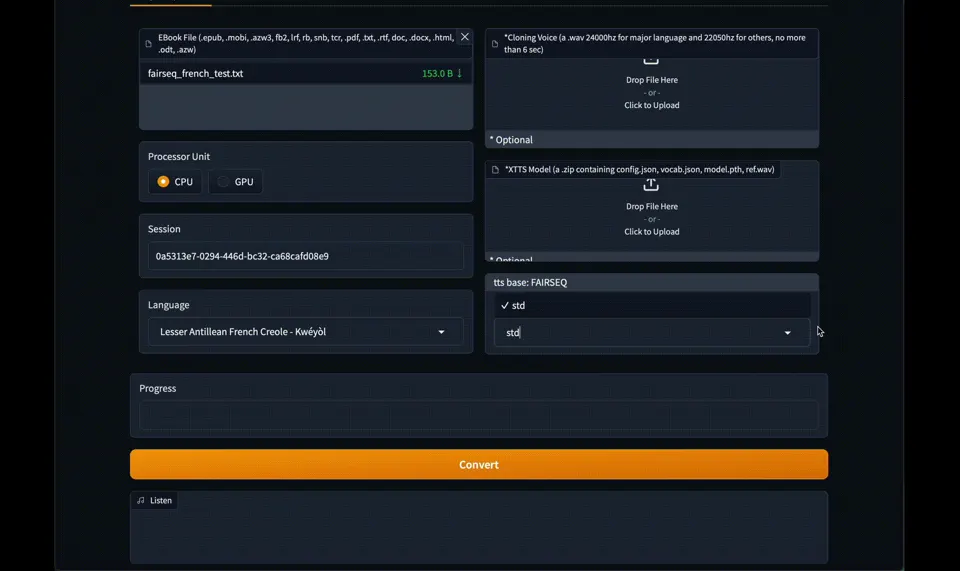 EBook File (.epub, .mobi, .azw3, fb2, lrf, rb, snb, tcr, .pdf, .txt, .rtf, doc, .docx, .html,
.odt, .azw)
fairseq_french_test.txt 153.0 B ↓
Processor Unit
CPU GPU
Session
0a5313e7-0294-446d-bc32-ca68cafd08e9
Language
Lesser Antillean French Creole - Kwéyòl
*Cloning Voice (a .wav 24000hz for major language and 22050hz for others, no more
than 6 sec)
Drop File Here
- or -
Click to Upload
* Optional
*XTTS Model (a .zip containing config.json, vocab.json, model.pth, ref.wav)
Drop File Here
- or -
Click to Upload
* Optional
tts base: FAIRSEQ
✓ std
std
Progress
Convert
Listen